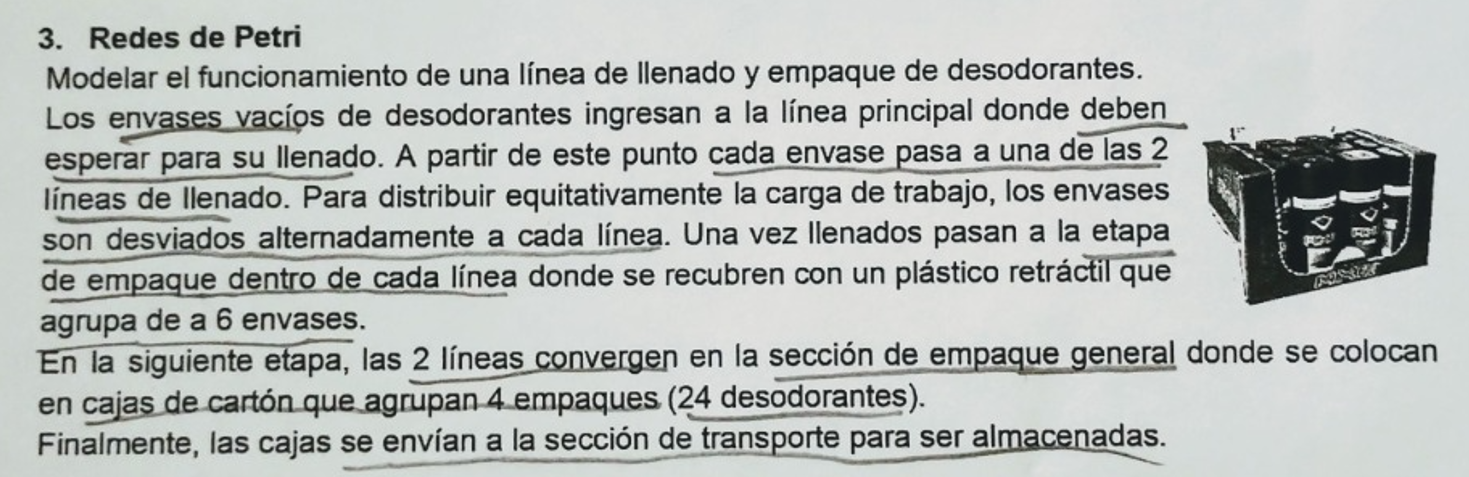 3. Redes de Petri
Modelar el funcionamiento de una línea de llenado y empaque de desodorantes.
Los envases vacíos de desodorantes ingresan a la línea principal donde deben
esperar para su llenado. A partir de este punto cada envase pasa a una de las 2
líneas de llenado. Para distribuir equitativamente la carga de trabajo, los envases
son desviados alternadamente a cada línea. Una vez llenados pasan a la etapa
de empaque dentro de cada línea donde se recubren con un plástico retráctil que
agrupa de a 6 envases.
En la siguiente etapa, las 2 líneas convergen en la sección de empaque general donde se colocan
en cajas de cartón que agrupan 4 empaques (24 desodorantes).
Finalmente, las cajas se envían a la sección de transporte para ser almacenadas.